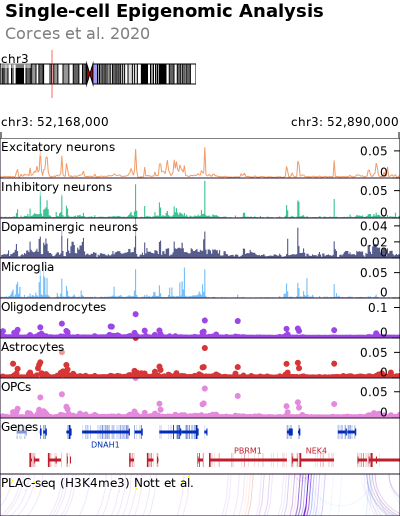 Single-cell Epigenomic Analysis
Corces et al. 2020
chr3
chr3: 52,168,000 chr3: 52,890,000
Excitatory neurons 0.05
0
Inhibitory neurons 0.05
0
Dopaminergic neurons 0.04
0.02
0
Microglia 0.05
0
Oligodendrocytes 0.1
0
Astrocytes 0.05
0
OPCs 0.05
0
Genes
DNAH1
PBRM1 NEK4
PLAC-seq (H3K4me3) Nott et al.